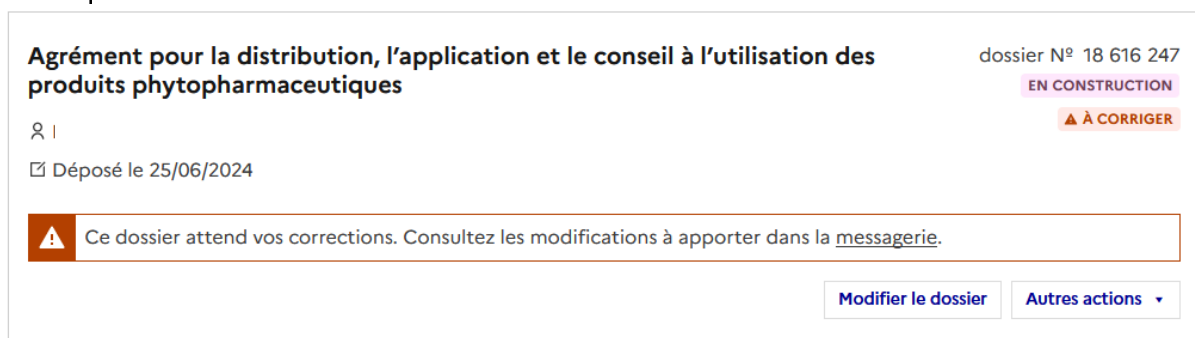 Agrément pour la distribution, l’application et le conseil à l’utilisation des
produits phytopharmaceutiques
dossier Nº 18 616 247
EN CONSTRUCTION
À CORRIGER
Déposé le 25/06/2024
Ce dossier attend vos corrections. Consultez les modifications à apporter dans la messagerie.
Modifier le dossier
Autres actions